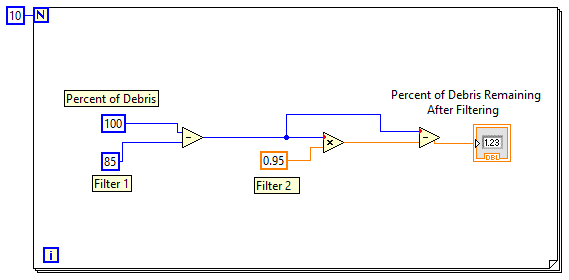 10 N
Percent of Debris
Percent of Debris Remaining
After Filtering
100
85
Filter 1
0.95
Filter 2
1.23
DBL
i